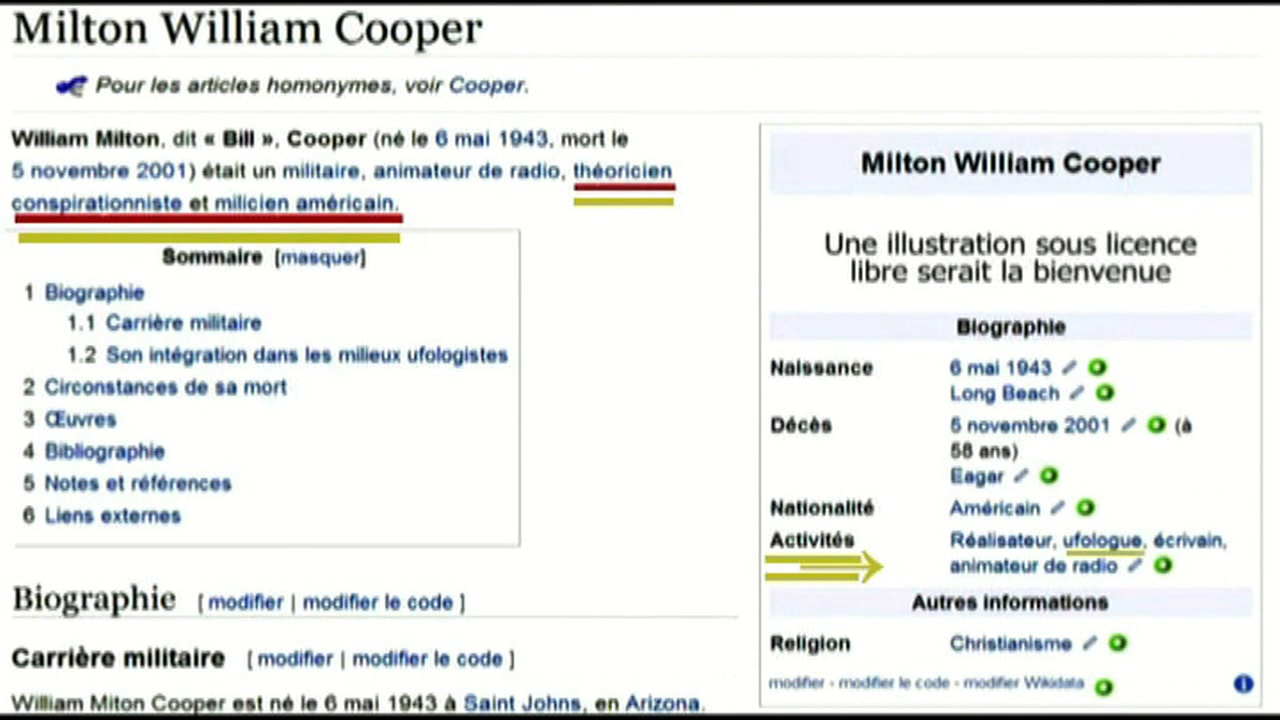 Milton William Cooper
Pour les articles homonymes, voir Cooper.
William Milton, dit « Bill », Cooper (né le 6 mai 1943, mort le
5 novembre 2001) était un militaire, animateur de radio, théoricien
conspirationniste et milicien américain.
Sommaire [masquer]
1 Biographie
1.1 Carrière militaire
1.2 Son intégration dans les milieux ufologistes
2 Circonstances de sa mort
3 Œuvres
4 Bibliographie
5 Notes et références
6 Liens externes
Biographie [ modifier | modifier le code ]
Carrière militaire [ modifier | modifier le code ]
William Miton Cooper est né le 6 mai 1943 à Saint Johns, en Arizona.
Milton William Cooper
Une illustration sous licence
libre serait la bienvenue
Biographie
Naissance 6 mai 1943
Long Beach
Décès 5 novembre 2001 (à
58 ans)
Eagar
Nationalité Américain
Activités Réalisateur, ufologue, écrivain,
animateur de radio
Autres informations
Religion Christianisme
modifier - modifier le code - modifier Wikidata